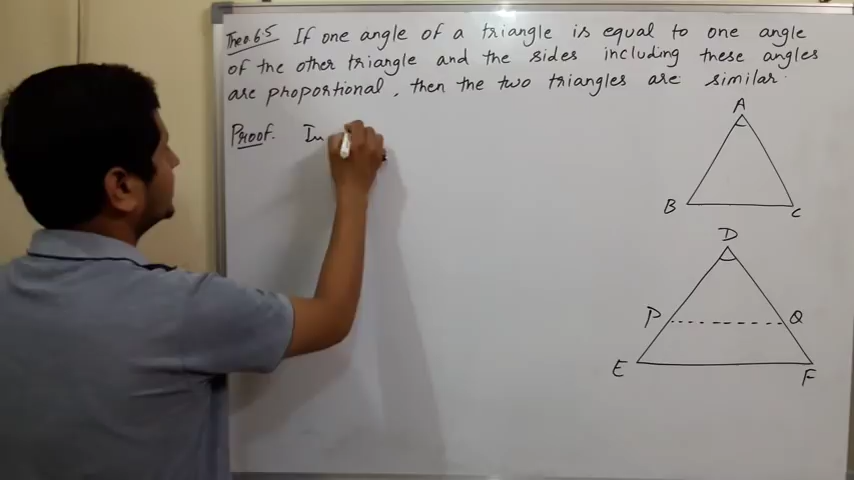 Theo. 6.5 If one angle of a triangle is equal to one angle
of the other triangle and the sides including these angles
are proportional, then the two triangles are similar.
Proof. In
A
B
C
D
P
Q
E
F